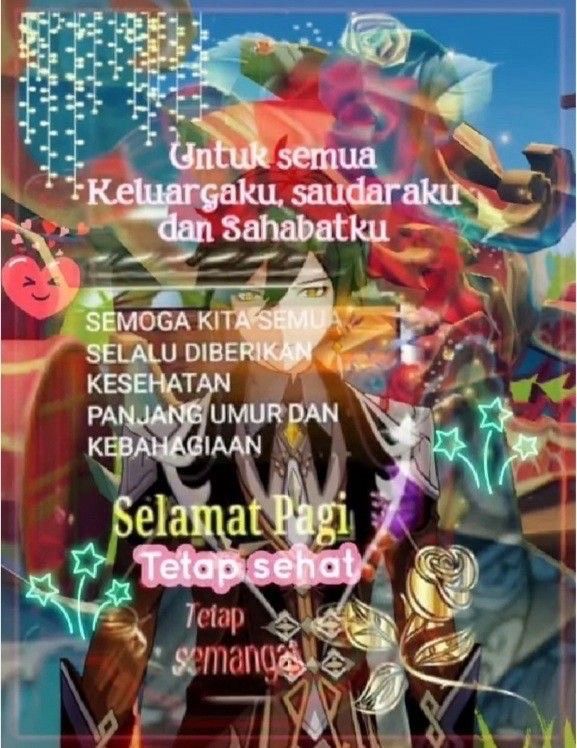 Untuk semua
Keluargaku, saudaraku
dan Sahabatku
SEMOGA KITA SEMUA
SELALU DIBERIKAN
KESEHATAN
PANJANG UMUR DAN
KEBAHAGIAAN
Selamat Pagi
Tetap sehat
Tetap
semangat